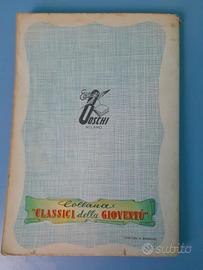 Boschi
MILANO
Collana
"CLASSICI della GIOVENTÙ"
subito